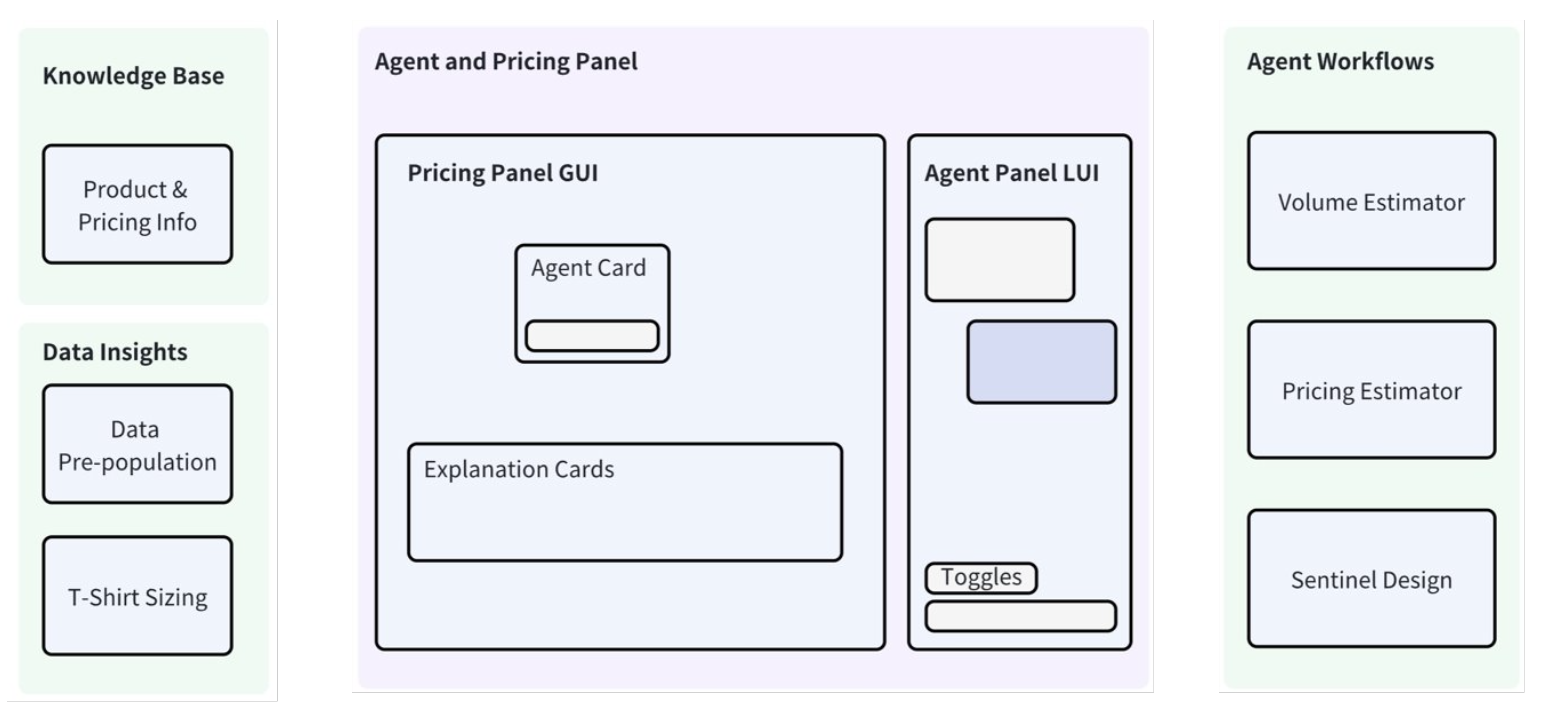 Knowledge Base
Product &
Pricing Info
Data Insights
Data
Pre-population
T-Shirt Sizing
Agent and Pricing Panel
Pricing Panel GUI
Agent Card
Explanation Cards
Agent Panel LUI
Toggles
Agent Workflows
Volume Estimator
Pricing Estimator
Sentinel Design